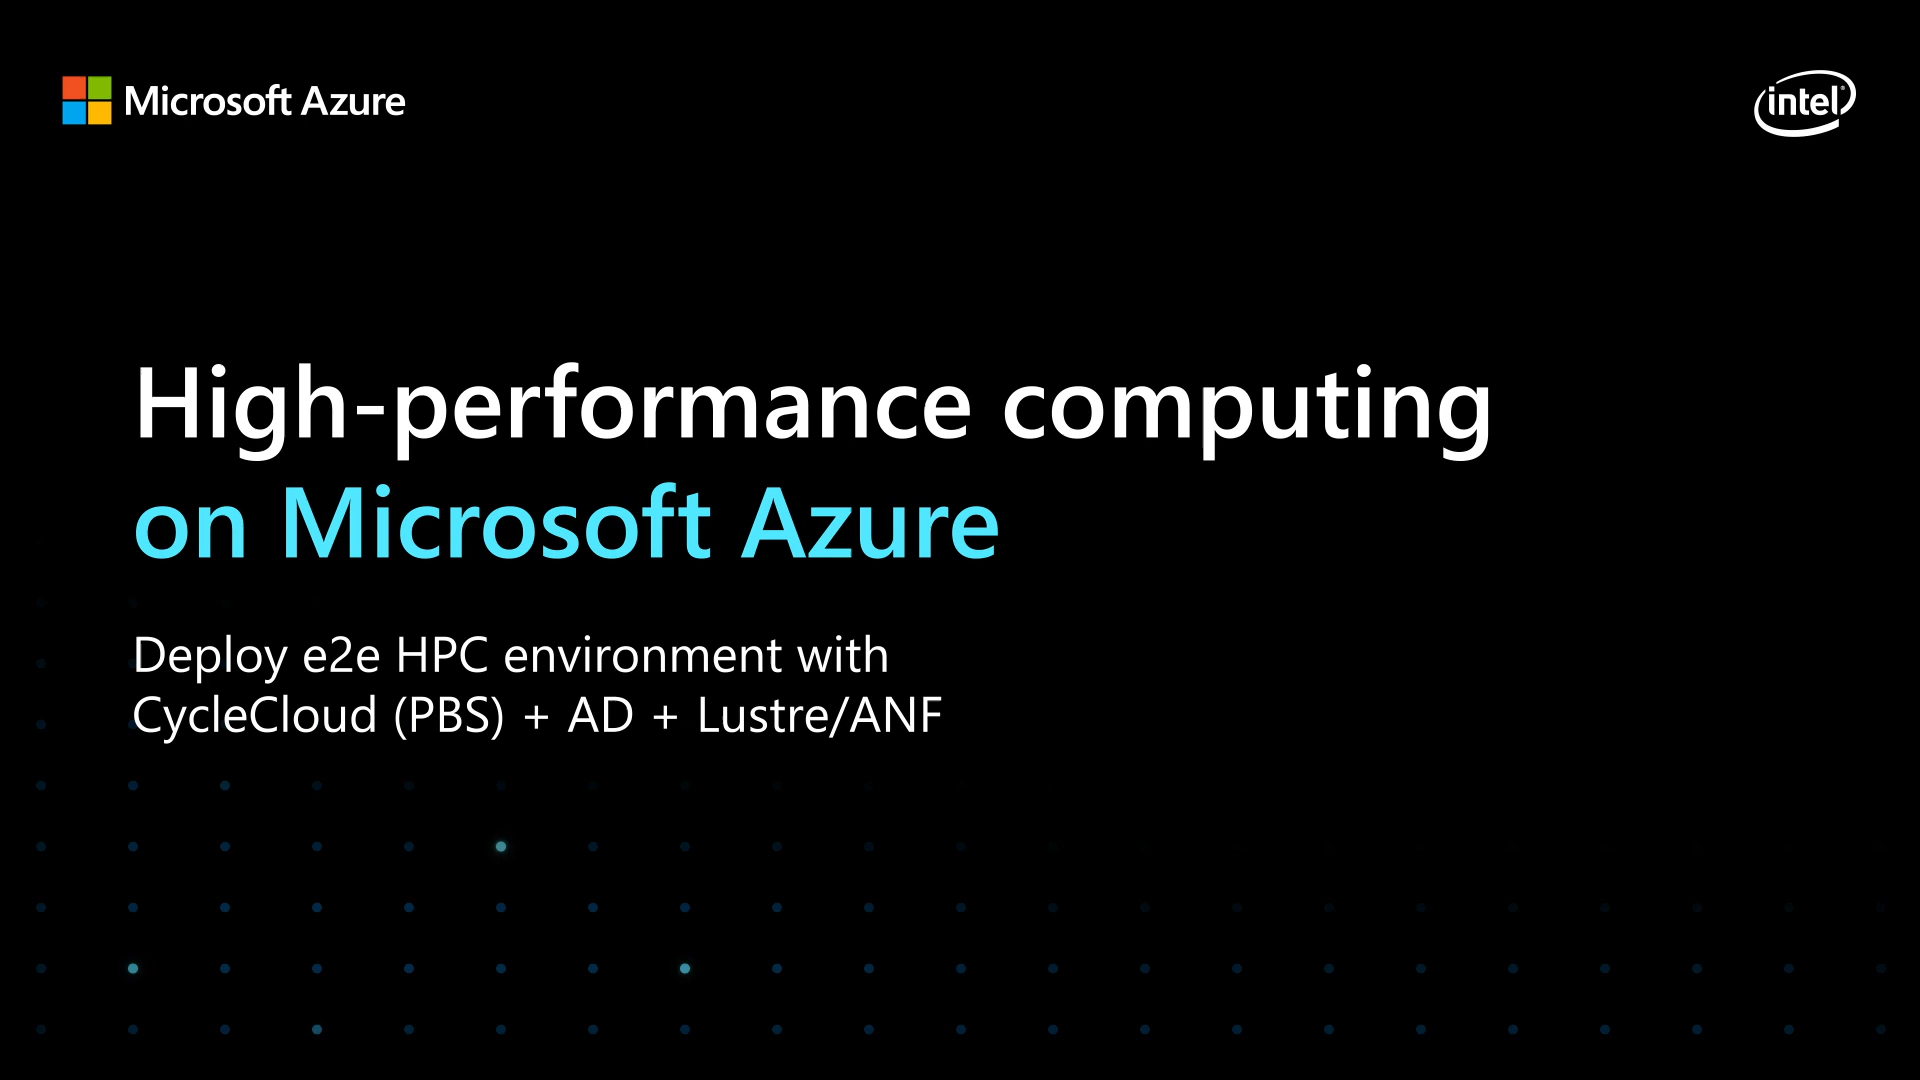 Microsoft Azure
intel
High-performance computing
on Microsoft Azure
Deploy e2e HPC environment with
CycleCloud (PBS) + AD + Lustre/ANF